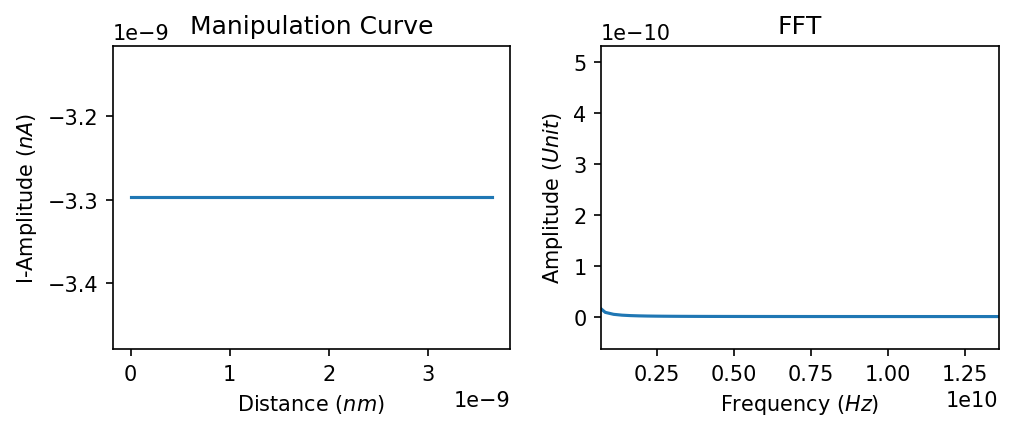 Manipulation Curve
1e−9
−3.2
−3.3
−3.4
I-Amplitude (nA)
0 1 2 3
1e−9
Distance (nm)
FFT
1e−10
5
4
3
2
1
0
Amplitude (Unit)
0.25 0.50 0.75 1.00 1.25
1e10
Frequency (Hz)